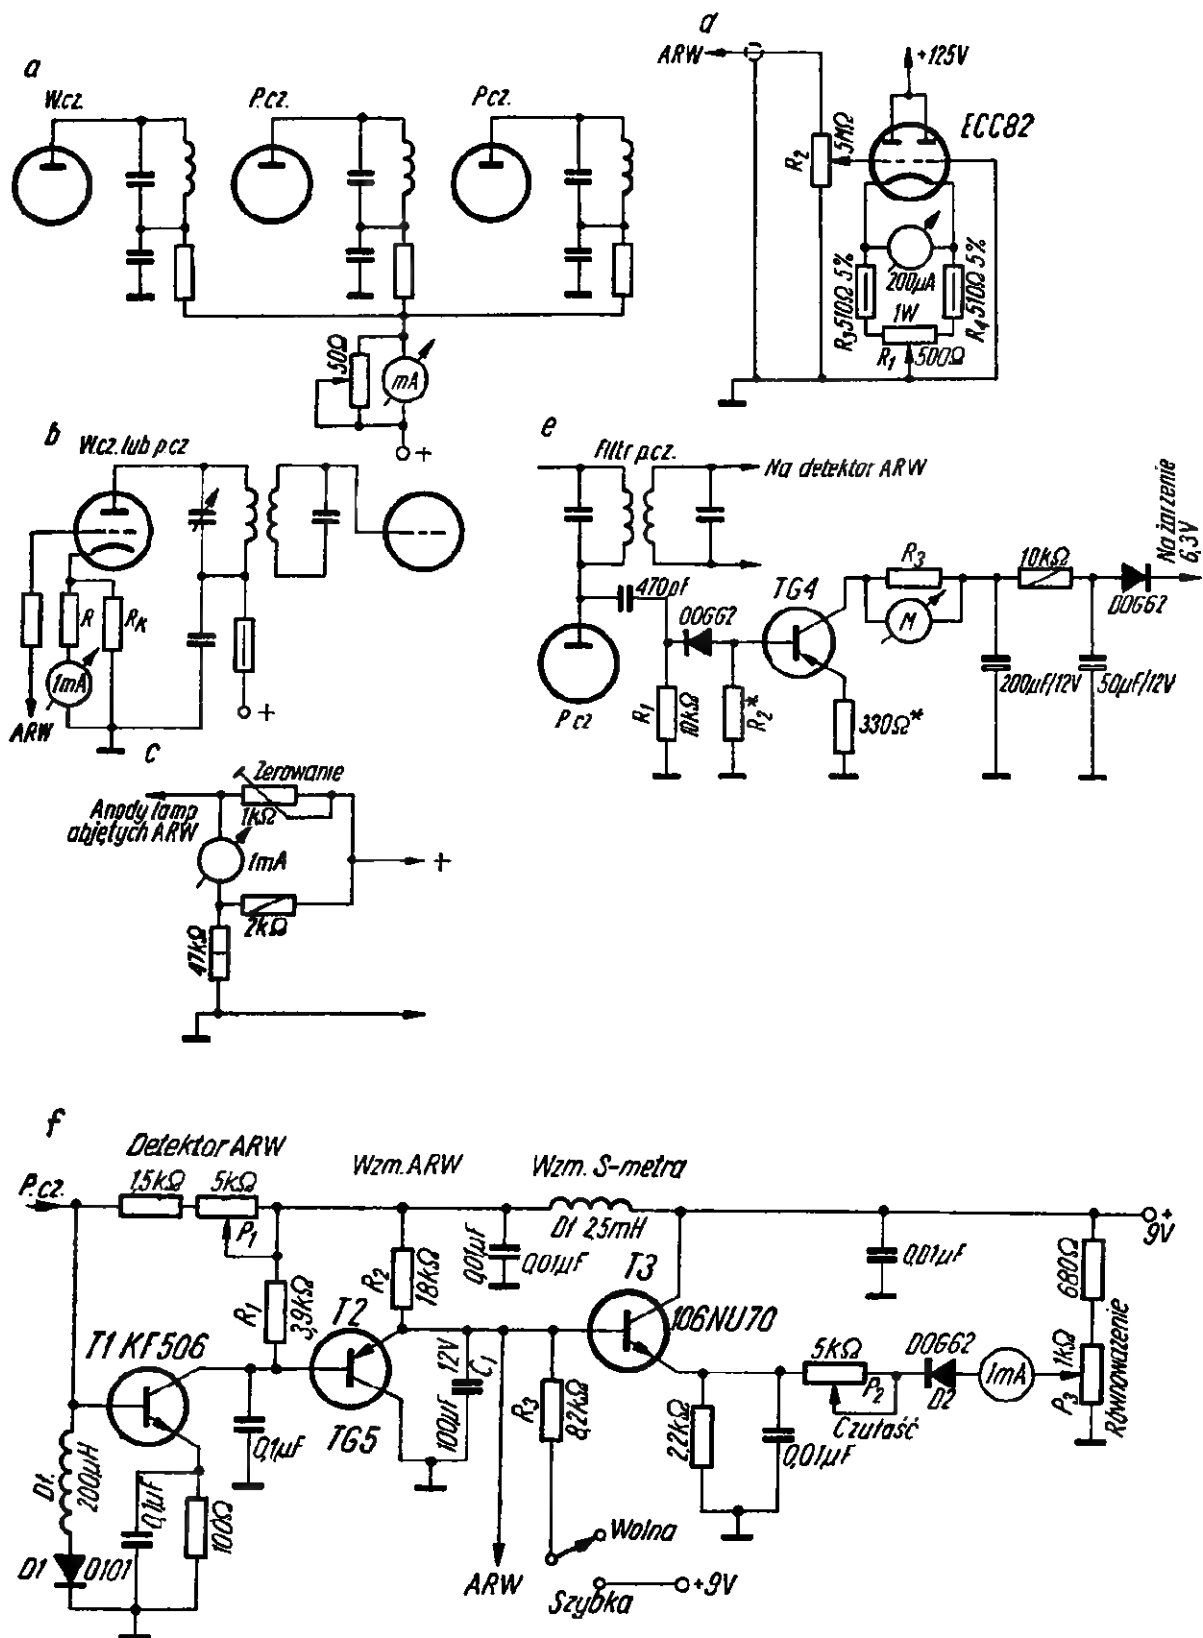 a
W.cz.
P.cz.
P.cz.
50Ω
mA
+
d
ARW
+125V
ECC82
R2
5MΩ
200μA
R3 510Ω 5%
R4 510Ω 5%
1W
R1
500Ω
b
W.cz. lub p.cz
R
RK
1mA
ARW
+
c
Zerowanie
Anody lamp
objętych ARW
1kΩ
1mA
+
2kΩ
47kΩ
e
Filtr p.cz.
Na detektor ARW
Na żarzenie
6,3V
470pF
TG4
R3
10kΩ
DOG62
DOG62
M
P.cz
R1
10kΩ
R2*
330Ω*
200μF/12V
50μF/12V
f
Detektor ARW
Wzm. ARW
Wzm. S-metra
P.cz.
1,5kΩ
5kΩ
P1
Dł 2,5mH
+
9V
0,01μF
0,01μF
0,01μF
R2
18kΩ
R1
3,9kΩ
T2
T3
680Ω
T1 KF506
106NU70
12V
C1
100μF
5kΩ
P2
DOG62
D2
1mA
1kΩ
P3
Równoważenie
TG5
R3
8,2kΩ
2,2kΩ
Czułość
0,01μF
0,1μF
Dł.
200μH
0,1μF
100Ω
D1
D101
ARW
Wolna
Szybka
+9V